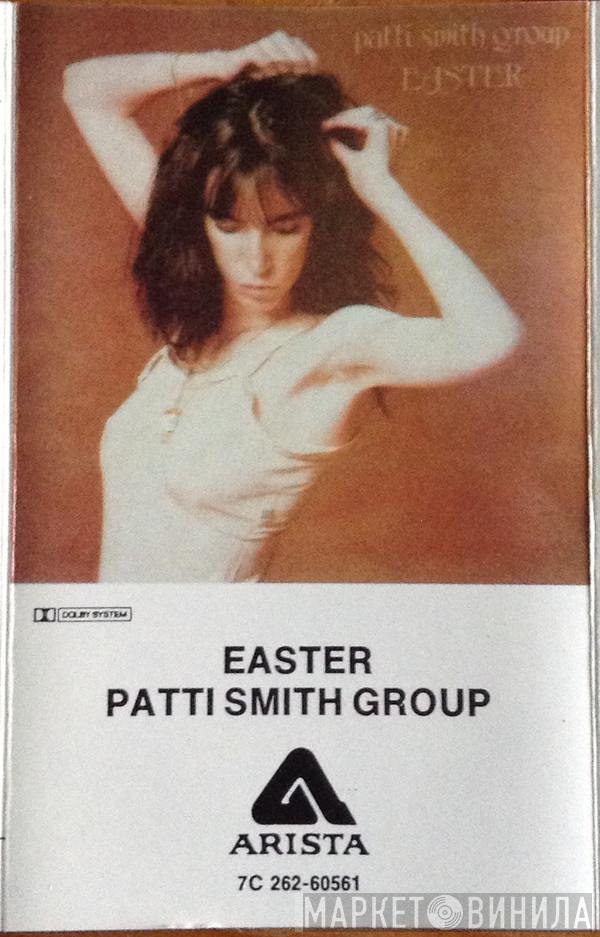 patti smith group
EASTER
DOLBY SYSTEM
EASTER
PATTI SMITH GROUP
ARISTA
7C 262-60561
МАРКЕТ ВИНИЛА